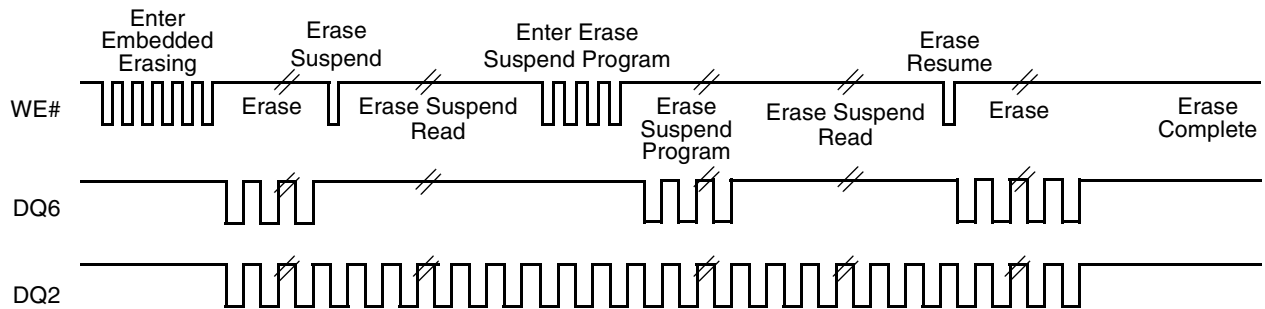 Enter
Embedded
Erasing
Erase
Suspend
Enter Erase
Suspend Program
Erase
Resume
WE#
Erase
Erase Suspend
Read
Erase
Suspend
Program
Erase Suspend
Read
Erase
Erase
Complete
DQ6
DQ2